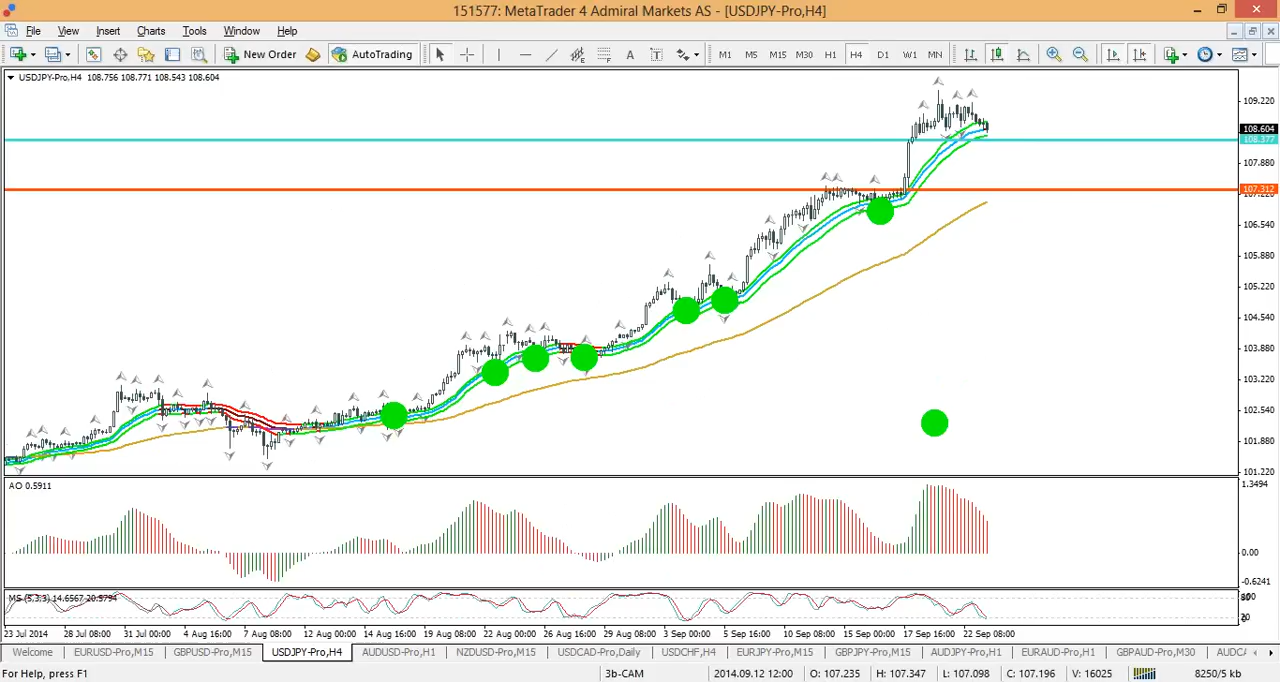 151577: MetaTrader 4 Admiral Markets AS - [USDJPY-Pro,H4]
File View Insert Charts Tools Window Help
New Order AutoTrading A T M1 M5 M15 M30 H1 H4 D1 W1 MN
USDJPY-Pro,H4 108.756 108.771 108.543 108.604
109.220
108.604
108.377
107.880
107.312
106.540
105.880
105.220
104.540
103.880
103.220
102.540
101.880
101.220
AO 0.5911
1.3494
0.00
-0.6241
MS (5,3,3) 14.6567 20.5794
20
23 Jul 2014 28 Jul 08:00 31 Jul 00:00 4 Aug 16:00 7 Aug 08:00 12 Aug 00:00 14 Aug 16:00 19 Aug 08:00 22 Aug 00:00 26 Aug 16:00 29 Aug 08:00 3 Sep 00:00 5 Sep 16:00 10 Sep 08:00 15 Sep 00:00 17 Sep 16:00 22 Sep 08:00
Welcome EURUSD-Pro,M15 GBPUSD-Pro,M15 USDJPY-Pro,H4 AUDUSD-Pro,H1 NZDUSD-Pro,M15 USDCAD-Pro,Daily USDCHF,H4 EURJPY-Pro,M15 GBPJPY-Pro,M15 AUDJPY-Pro,H1 EURAUD-Pro,H1 GBPAUD-Pro,M30 AUDCA
For Help, press F1 3b-CAM 2014.09.12 12:00 O: 107.235 H: 107.347 L: 107.098 C: 107.196 V: 16025 8250/5 kb